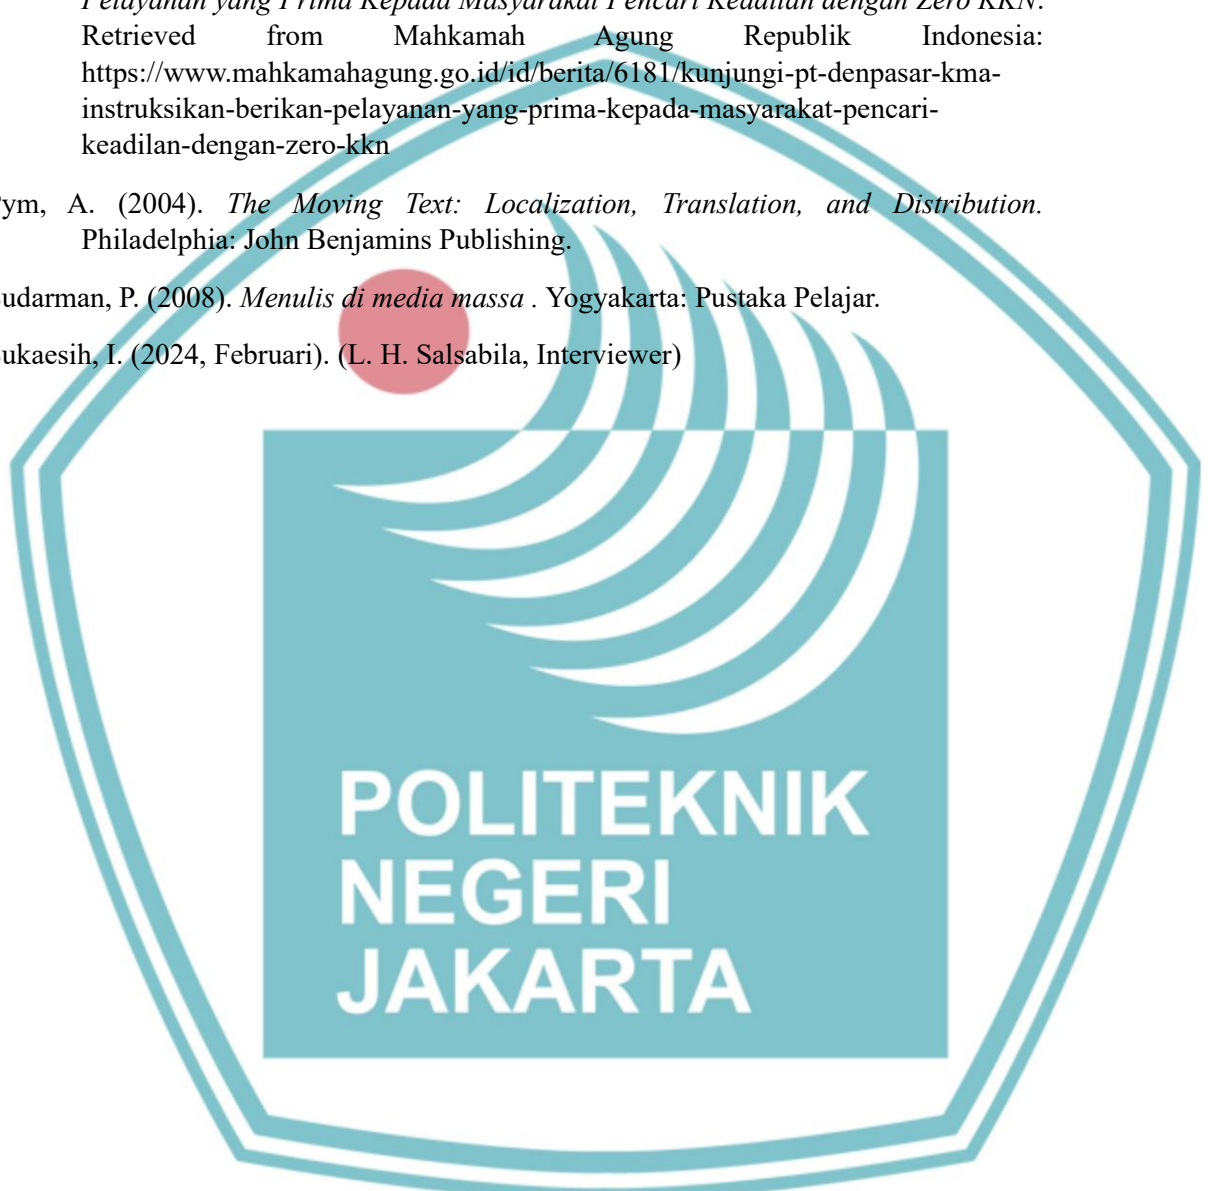 Pelayanan yang Prima Kepada Masyarakat Pencari Keadilan dengan Zero KKN.
Retrieved from Mahkamah Agung Republik Indonesia:
https://www.mahkamahagung.go.id/id/berita/6181/kunjungi-pt-denpasar-kma-
instruksikan-berikan-pelayanan-yang-prima-kepada-masyarakat-pencari-
keadilan-dengan-zero-kkn
ym, A. (2004). The Moving Text: Localization, Translation, and Distribution.
Philadelphia: John Benjamins Publishing.
udarman, P. (2008). Menulis di media massa . Yogyakarta: Pustaka Pelajar.
ukaesih, I. (2024, Februari). (L. H. Salsabila, Interviewer)
POLITEKNIK
NEGERI
JAKARTA